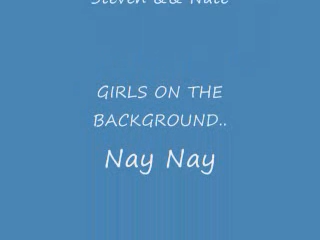 Steven && Nate
GIRLS ON THE
BACKGROUND..
Nay Nay